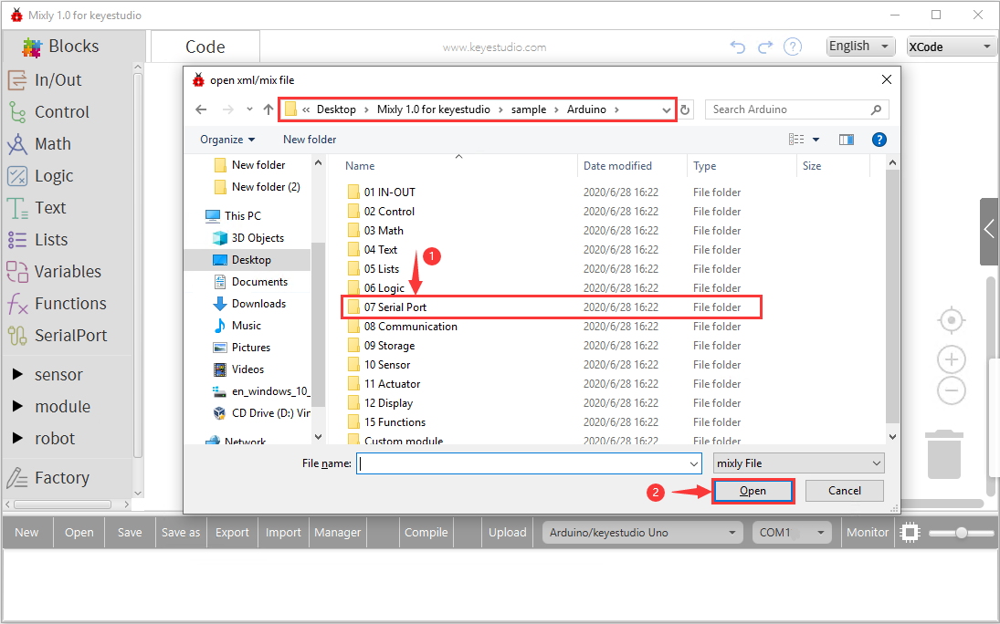 Mixly 1.0 for keyestudio
Blocks
Code
www.keyestudio.com
English
XCode
In/Out
Control
Math
Logic
Text
Lists
Variables
Functions
SerialPort
sensor
module
robot
Factory
open xml/mix file
« Desktop > Mixly 1.0 for keyestudio > sample > Arduino >
Search Arduino
Organize
New folder
New folder
New folder (2)
This PC
3D Objects
Desktop
Documents
Downloads
Music
Pictures
Videos
en_windows_10_
CD Drive (D:) Vir
Network
Name Date modified Type Size
01 IN-OUT 2020/6/28 16:22 File folder
02 Control 2020/6/28 16:22 File folder
03 Math 2020/6/28 16:22 File folder
04 Text 2020/6/28 16:22 File folder
1
05 Lists 2020/6/28 16:22 File folder
06 Logic 2020/6/28 16:22 File folder
07 Serial Port 2020/6/28 16:22 File folder
08 Communication 2020/6/28 16:22 File folder
09 Storage 2020/6/28 16:22 File folder
10 Sensor 2020/6/28 16:22 File folder
11 Actuator 2020/6/28 16:22 File folder
12 Display 2020/6/28 16:22 File folder
15 Functions 2020/6/28 16:22 File folder
Custom module 2020/6/28 16:22 File folder
File name:
mixly File
2
Open
Cancel
New Open Save Save as Export Import Manager Compile Upload Arduino/keyestudio Uno COM1 Monitor